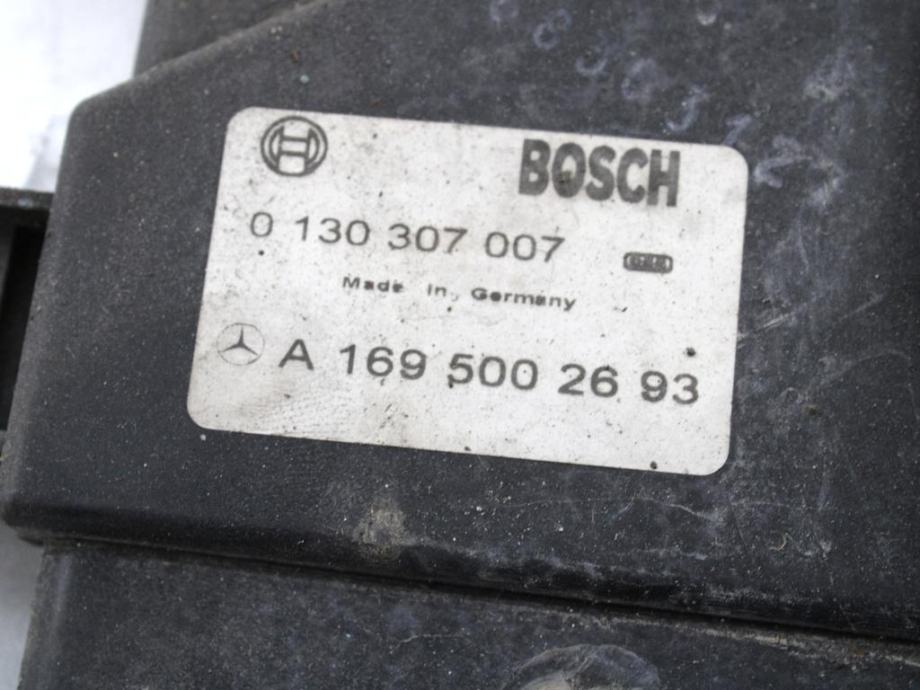 BOSCH
0 130 307 007
Made in Germany
A 169 500 26 93